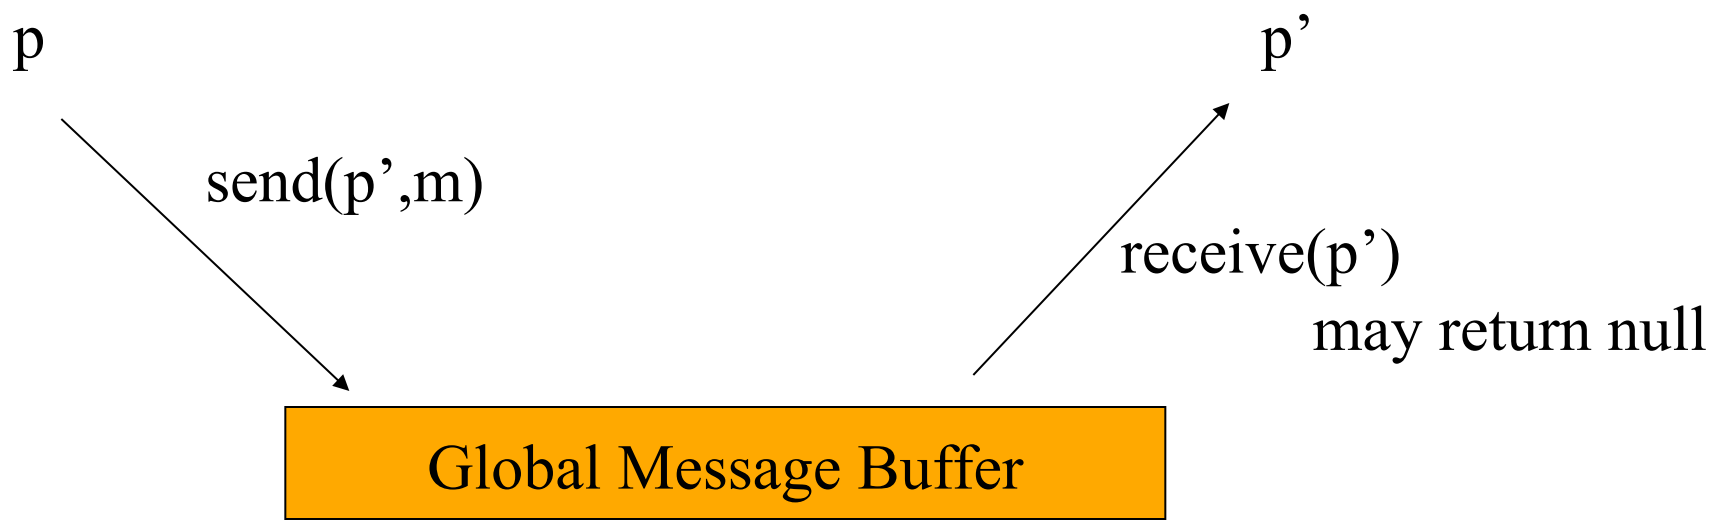 p
p’
send(p’,m)
receive(p’)
may return null
Global Message Buffer